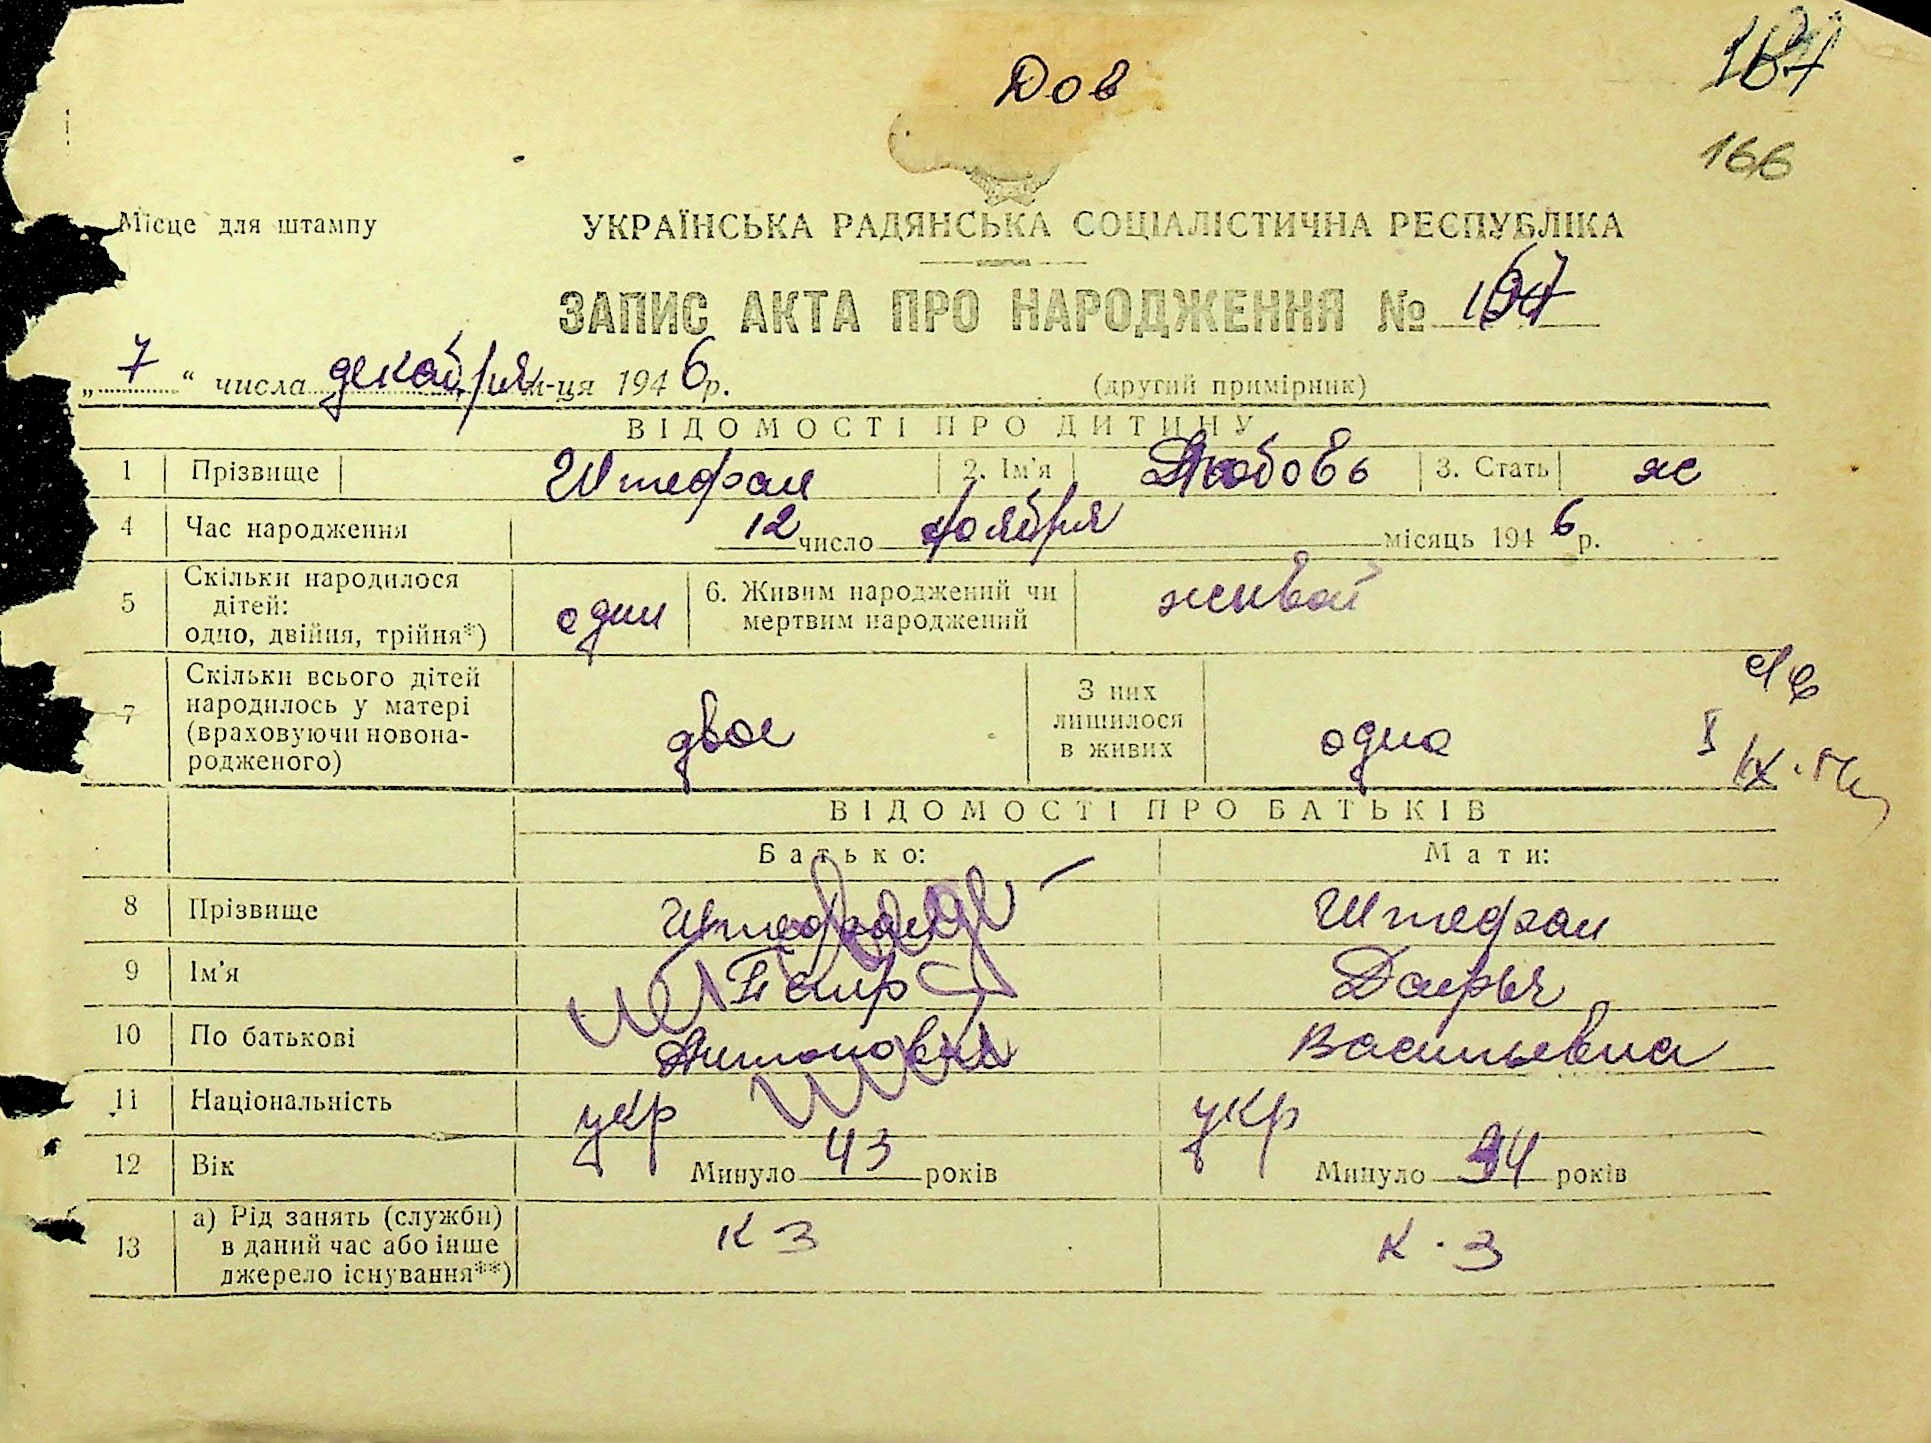 Дов
166
Місце для штампу
УКРАЇНСЬКА РАДЯНСЬКА СОЦІАЛІСТИЧНА РЕСПУБЛІКА
ЗАПИС АКТА ПРО НАРОДЖЕННЯ №
„ 7 “ числа декабря м-ця 1946 р. (другий примірник)
ВІДОМОСТІ ПРО ДИТИНУ
1 Прізвище Штефан 2. Ім'я Любовь 3. Стать ж
4 Час народження 12 число ноября місяць 1946 р.
5 Скільки народилося дітей: одно, двійня, трійня*) один 6. Живим народжений чи мертвим народжений живой
7 Скільки всього дітей народилось у матері (враховуючи новонародженого) двое З них лишилося в живих одно
ВІДОМОСТІ ПРО БАТЬКІВ
Батько: Мати:
8 Прізвище Штефан Штефан
9 Ім'я Дарья
10 По батькові Антонович Васильевна
11 Національність укр укр
12 Вік Минуло 43 років Минуло 34 років
13 а) Рід занять (служби) в даний час або інше джерело існування**) К З К. З